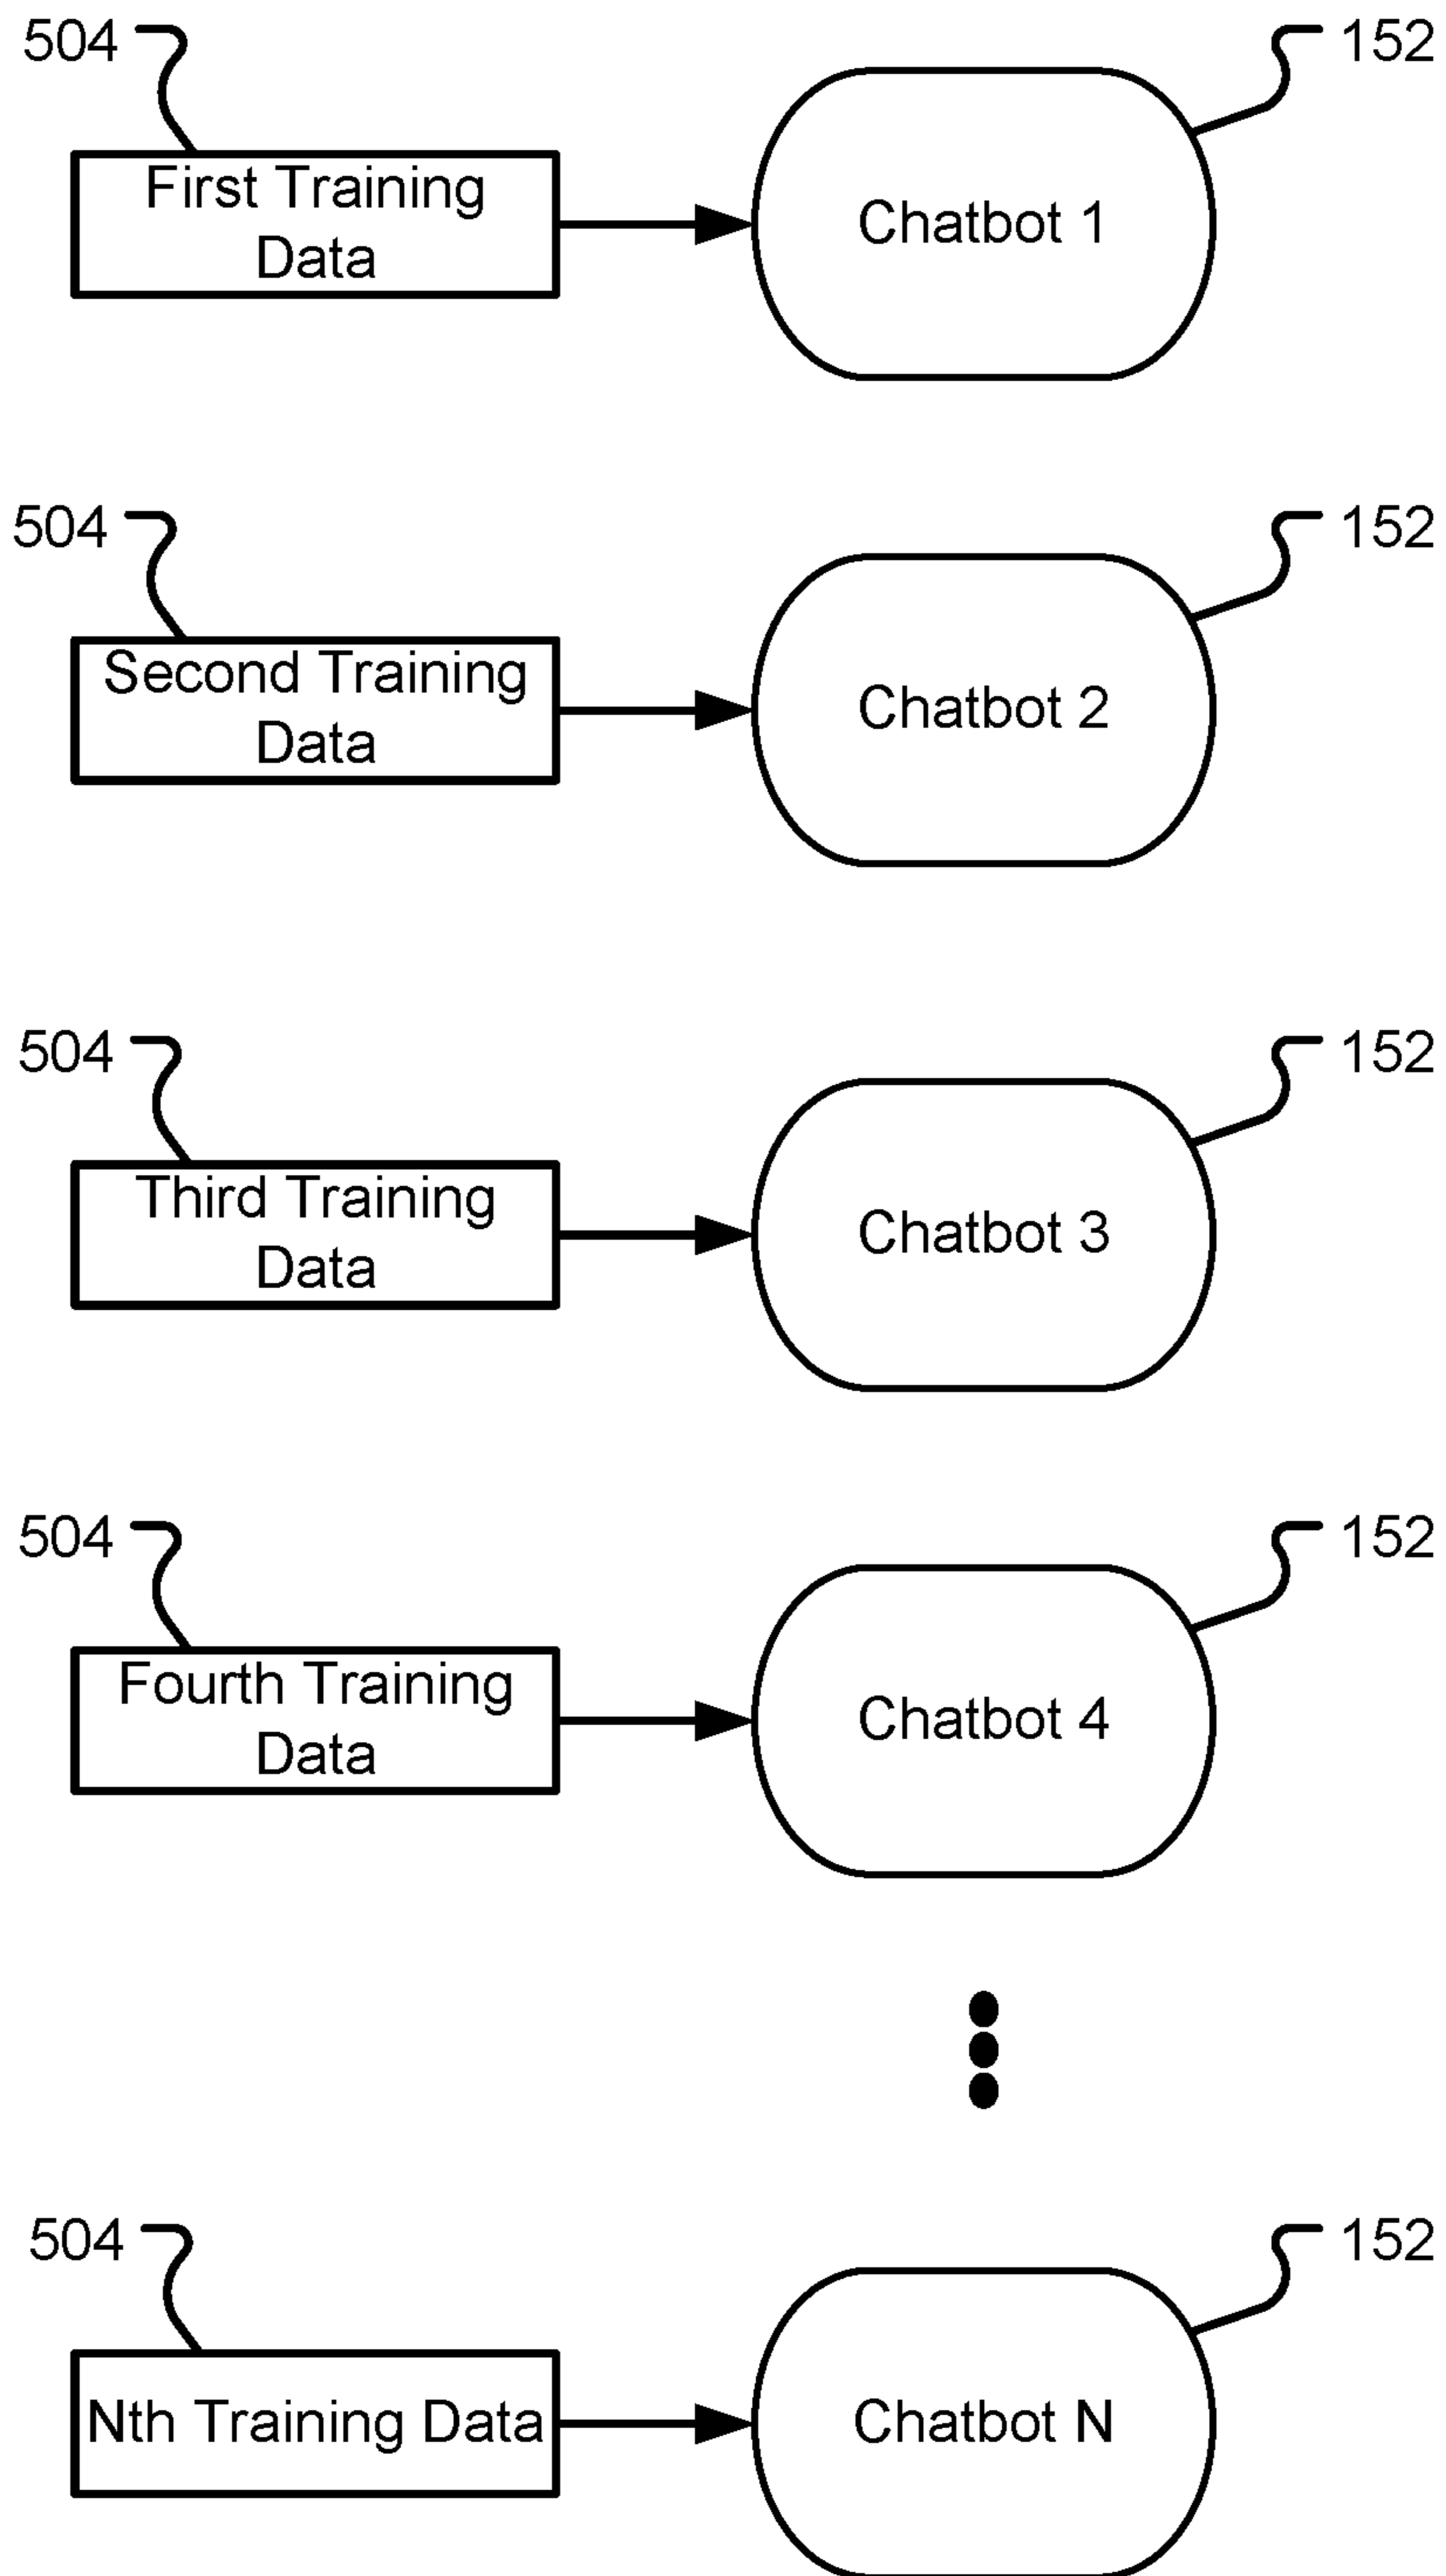 504
152
First Training
Data
Chatbot 1
504
152
Second Training
Data
Chatbot 2
504
152
Third Training
Data
Chatbot 3
504
152
Fourth Training
Data
Chatbot 4
504
152
Nth Training Data
Chatbot N